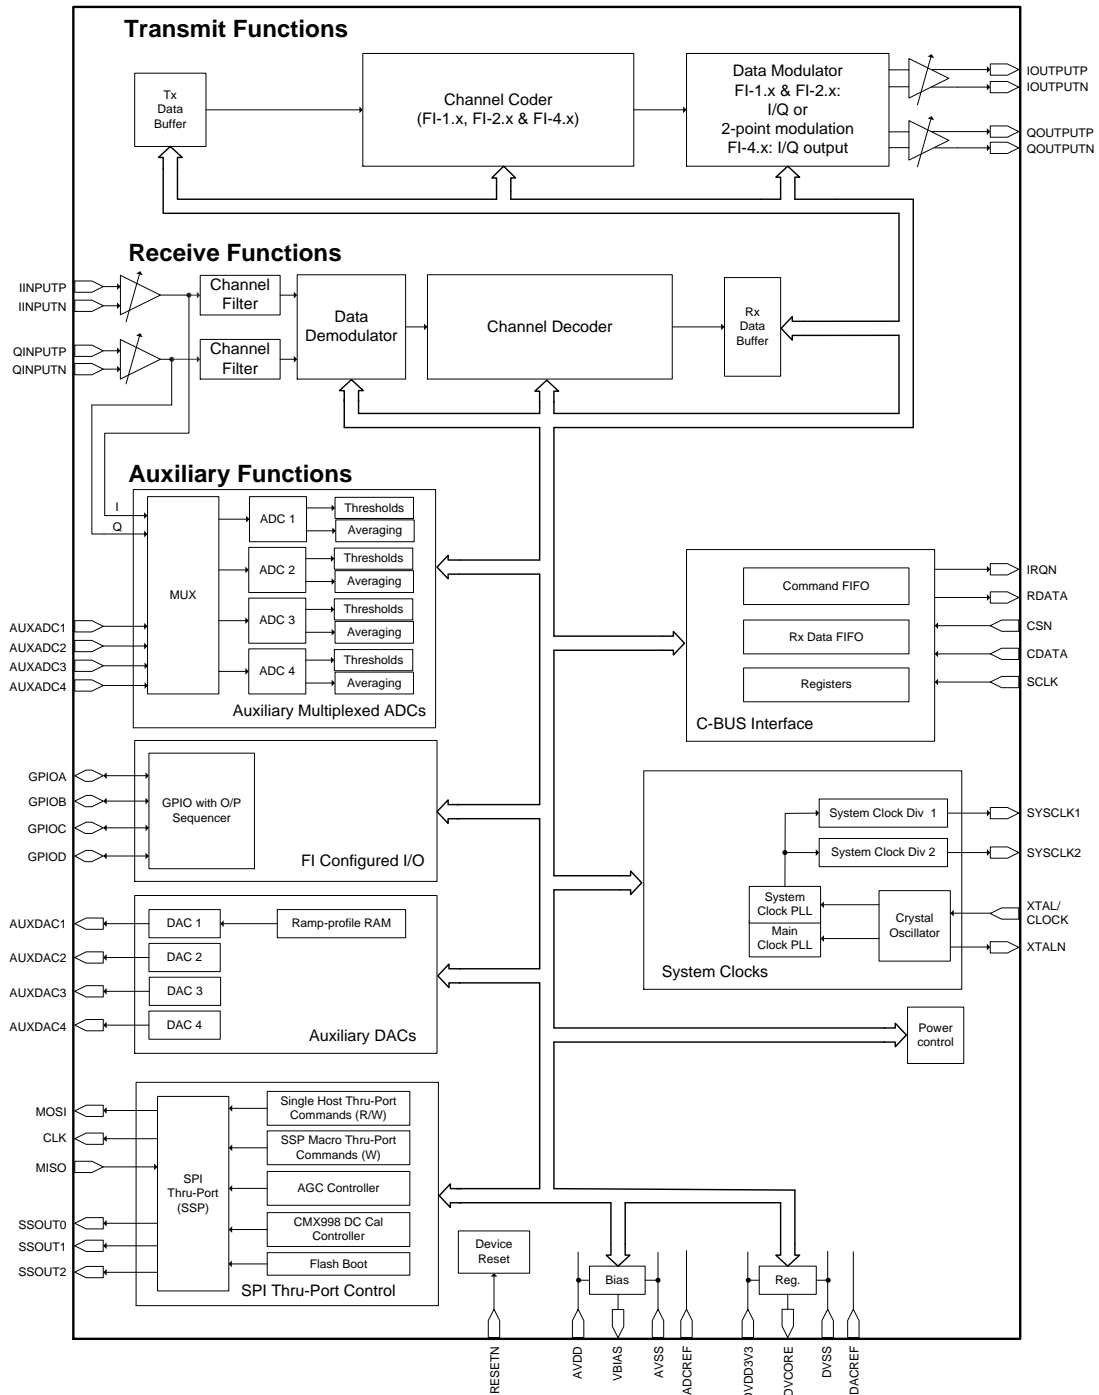 Transmit Functions
Tx
Data
Buffer
Channel Coder
(FI-1.x, FI-2.x & FI-4.x)
Data Modulator
FI-1.x & FI-2.x:
I/Q or
2-point modulation
FI-4.x: I/Q output
IOUTPUTP
IOUTPUTN
QOUTPUTP
QOUTPUTN
Receive Functions
IINPUTP
IINPUTN
QINPUTP
QINPUTN
Channel
Filter
Channel
Filter
Data
Demodulator
Channel Decoder
Rx
Data
Buffer
Auxiliary Functions
I
Q
AUXADC1
AUXADC2
AUXADC3
AUXADC4
MUX
ADC 1
Thresholds
Averaging
ADC 2
Thresholds
Averaging
ADC 3
Thresholds
Averaging
ADC 4
Thresholds
Averaging
Auxiliary Multiplexed ADCs
Command FIFO
Rx Data FIFO
Registers
C-BUS Interface
IRQN
RDATA
CSN
CDATA
SCLK
GPIOA
GPIOB
GPIOC
GPIOD
GPIO with O/P
Sequencer
FI Configured I/O
System Clock Div 1
System Clock Div 2
System
Clock PLL
Main
Clock PLL
Crystal
Oscillator
System Clocks
SYSCLK1
SYSCLK2
XTAL/
CLOCK
XTALN
AUXDAC1
AUXDAC2
AUXDAC3
AUXDAC4
DAC 1
Ramp-profile RAM
DAC 2
DAC 3
DAC 4
Auxiliary DACs
Power
control
MOSI
CLK
MISO
SSOUT0
SSOUT1
SSOUT2
SPI
Thru-Port
(SSP)
Single Host Thru-Port
Commands (R/W)
SSP Macro Thru-Port
Commands (W)
AGC Controller
CMX998 DC Cal
Controller
Flash Boot
SPI Thru-Port Control
Device
Reset
Bias
Reg.
RESETN
AVDD
VBIAS
AVSS
ADCREF
DVDD3V3
DVCORE
DVSS
DACREF